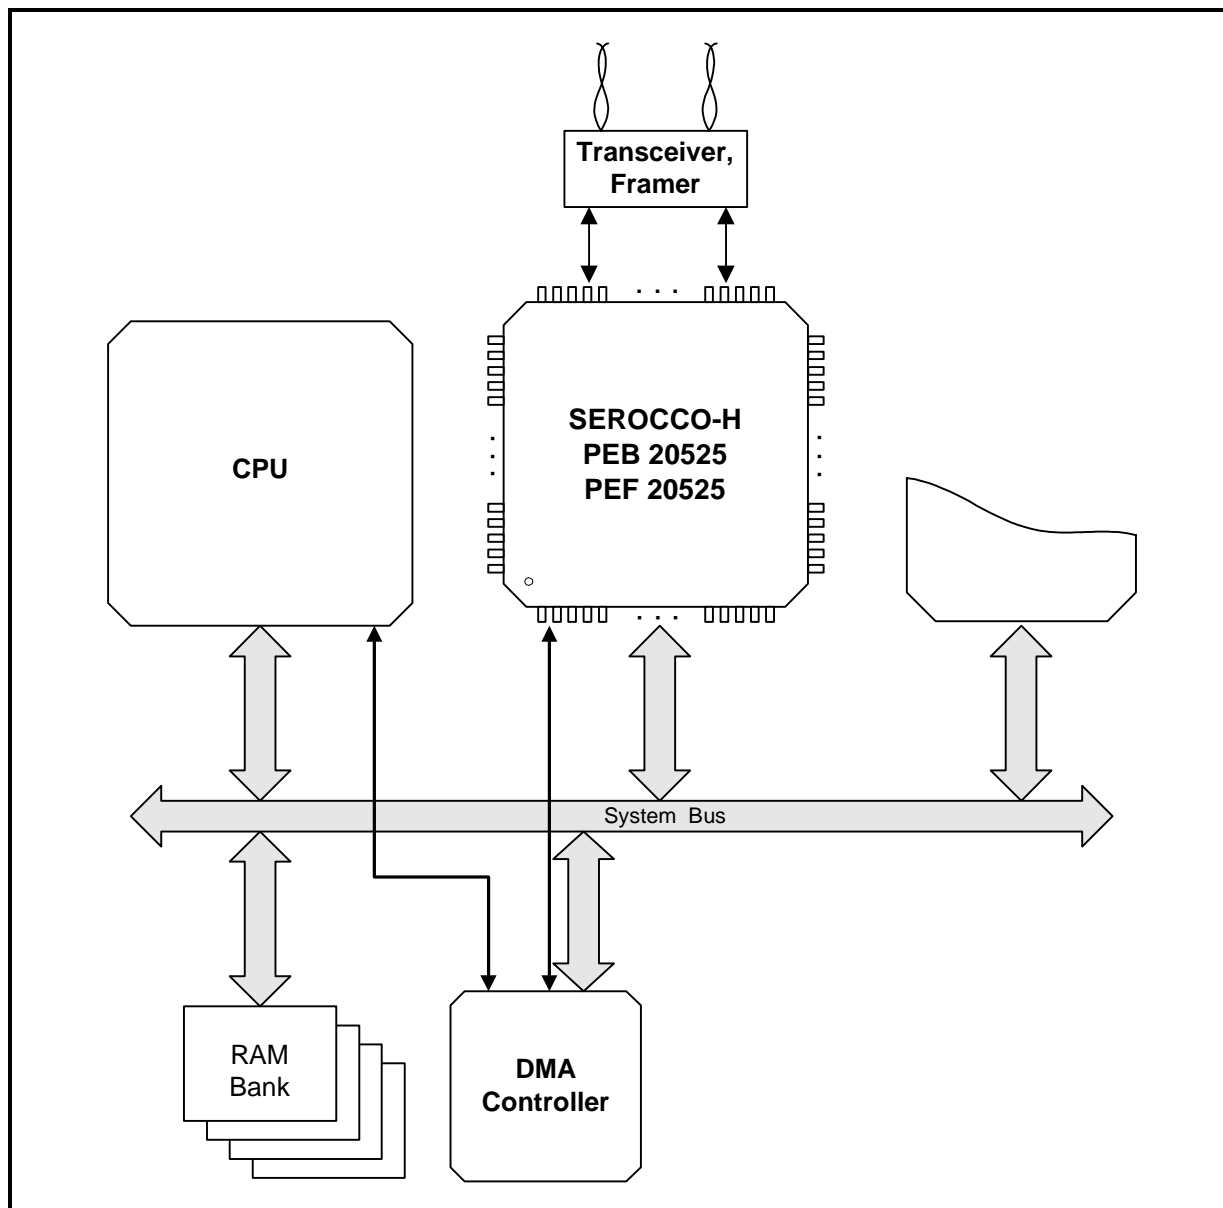 Transceiver,
Framer
SEROCCO-H
PEB 20525
PEF 20525
CPU
System Bus
RAM
Bank
DMA
Controller